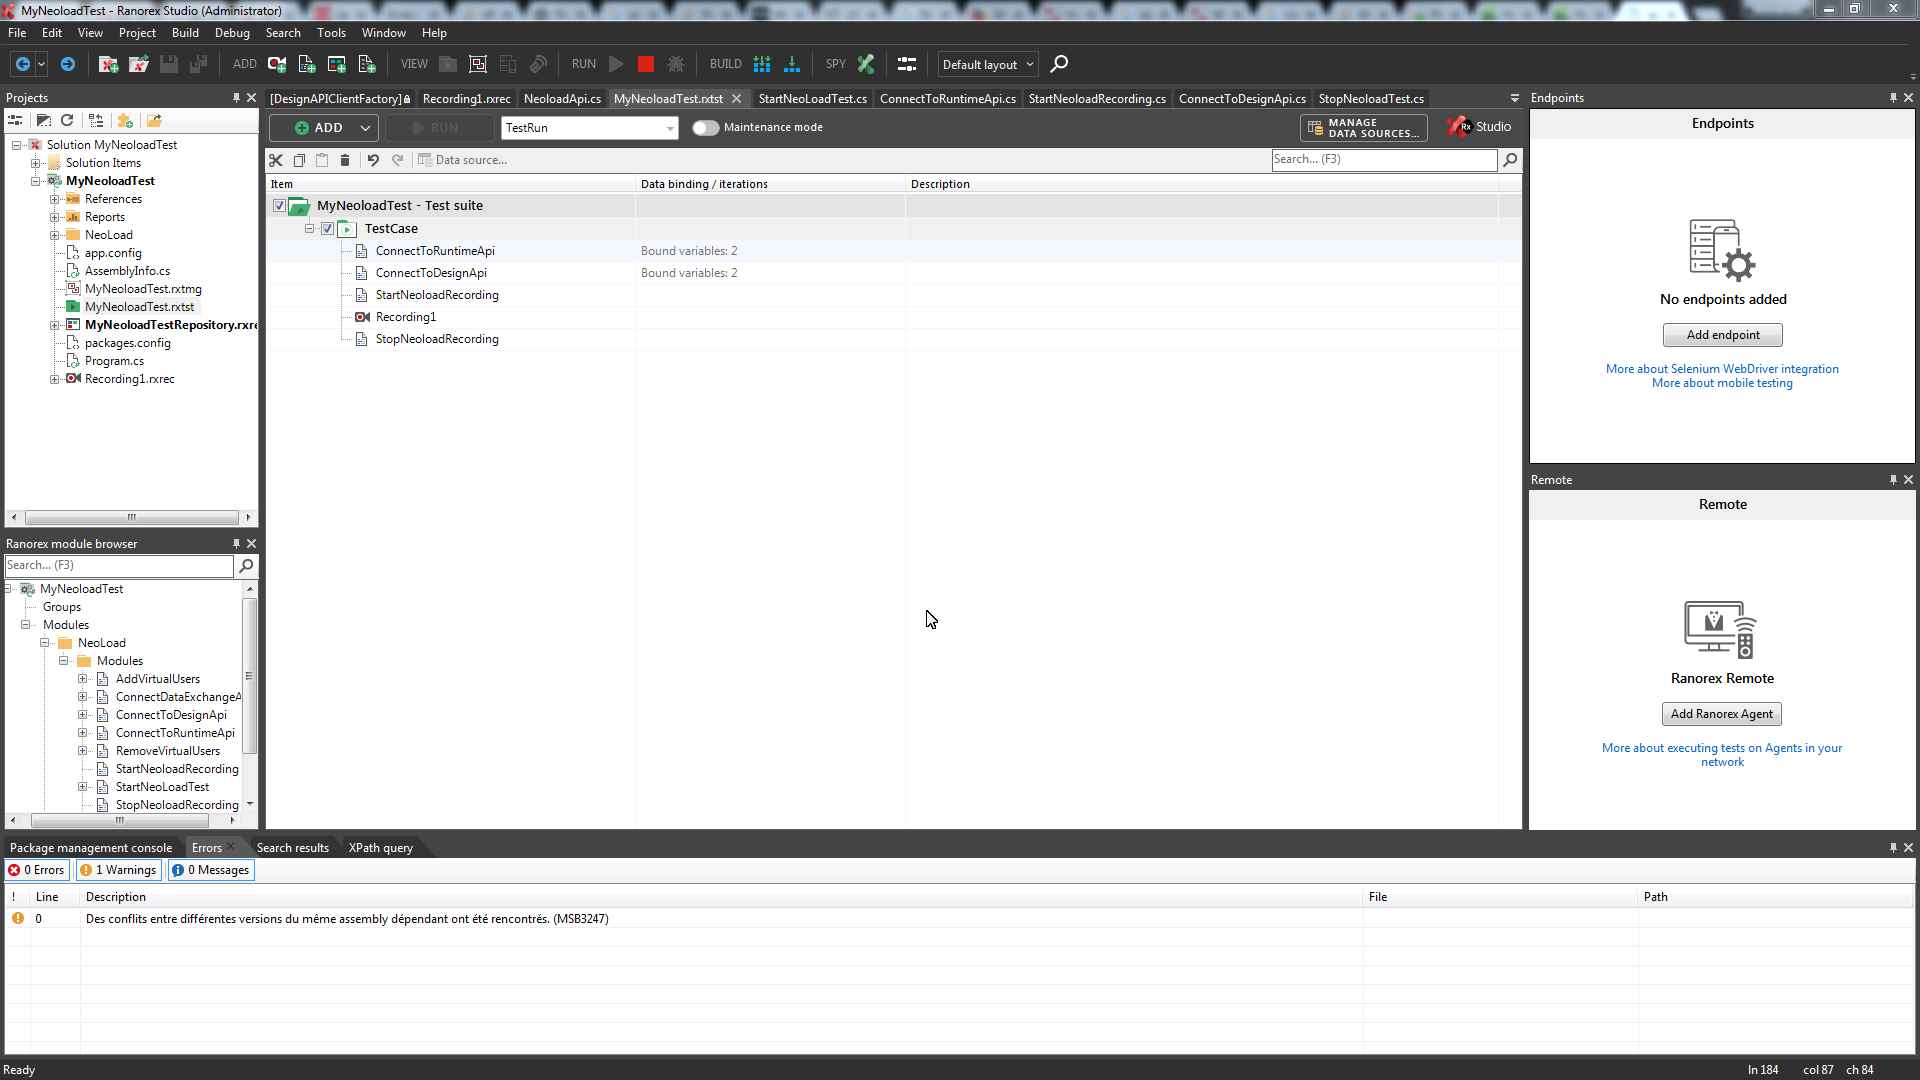 MyNeoloadTest - Ranorex Studio (Administrator)
File Edit View Project Build Debug Search Tools Window Help
ADD VIEW RUN BUILD SPY Default layout
Projects
[DesignAPIClientFactory] Recording1.rxrec NeoloadApi.cs MyNeoloadTest.rxtst StartNeoLoadTest.cs ConnectToRuntimeApi.cs StartNeoloadRecording.cs ConnectToDesignApi.cs StopNeoloadTest.cs
Endpoints
ADD RUN TestRun Maintenance mode MANAGE DATA SOURCES... Rx Studio
Data source... Search... (F3)
Item Data binding / iterations Description
MyNeoloadTest - Test suite
TestCase
ConnectToRuntimeApi Bound variables: 2
ConnectToDesignApi Bound variables: 2
StartNeoloadRecording
Recording1
StopNeoloadRecording
Solution MyNeoloadTest
Solution Items
MyNeoloadTest
References
Reports
NeoLoad
app.config
AssemblyInfo.cs
MyNeoloadTest.rxtmg
MyNeoloadTest.rxtst
MyNeoloadTestRepository.rxre
packages.config
Program.cs
Recording1.rxrec
Ranorex module browser
Search... (F3)
MyNeoloadTest
Groups
Modules
NeoLoad
Modules
AddVirtualUsers
ConnectDataExchangeA
ConnectToDesignApi
ConnectToRuntimeApi
RemoveVirtualUsers
StartNeoloadRecording
StartNeoLoadTest
StopNeoloadRecording
Endpoints
No endpoints added
Add endpoint
More about Selenium WebDriver integration
More about mobile testing
Remote
Remote
Ranorex Remote
Add Ranorex Agent
More about executing tests on Agents in your
network
Package management console Errors Search results XPath query
0 Errors 1 Warnings 0 Messages
! Line Description File Path
0 Des conflits entre différentes versions du même assembly dépendant ont été rencontrés. (MSB3247)
Ready ln 184 col 87 ch 84